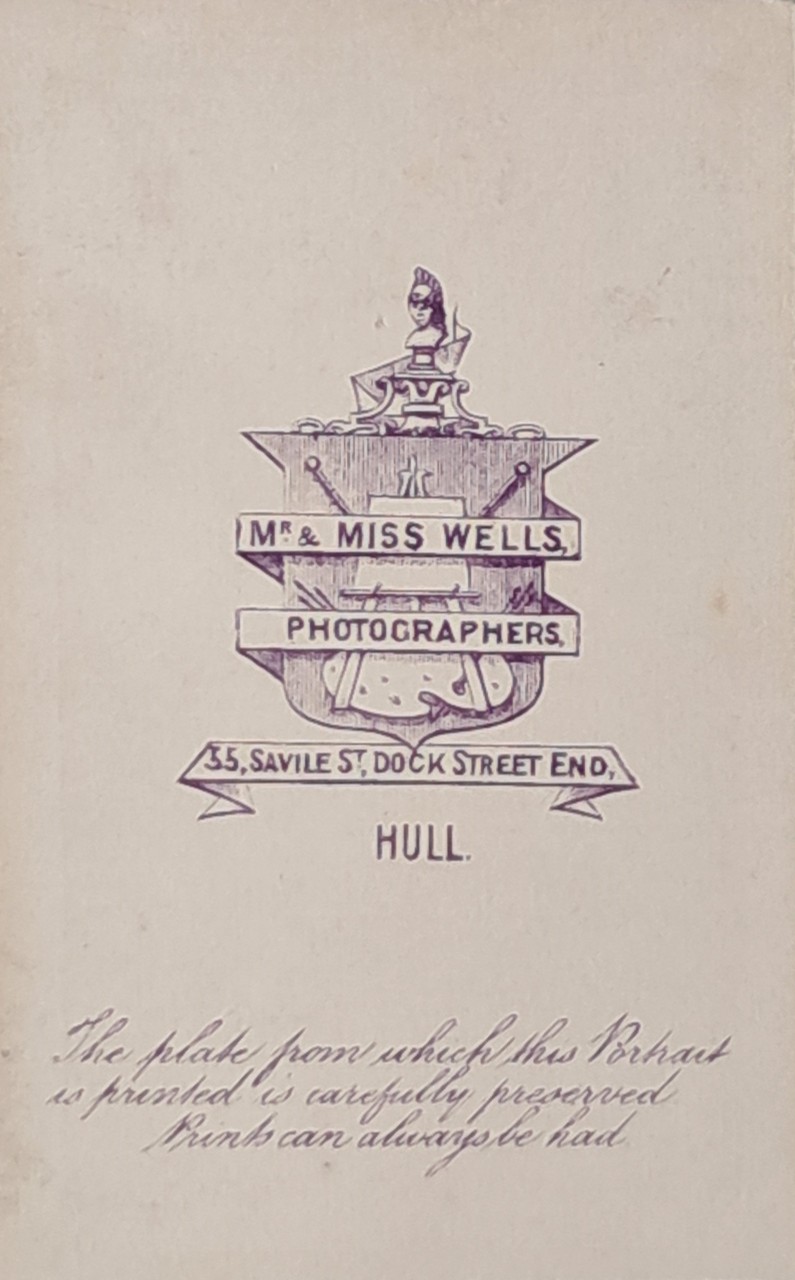 MR. & MISS WELLS,
PHOTOGRAPHERS,
35, SAVILE ST, DOCK STREET END,
HULL.
The plate from which this Portrait
is printed is carefully preserved
Prints can always be had